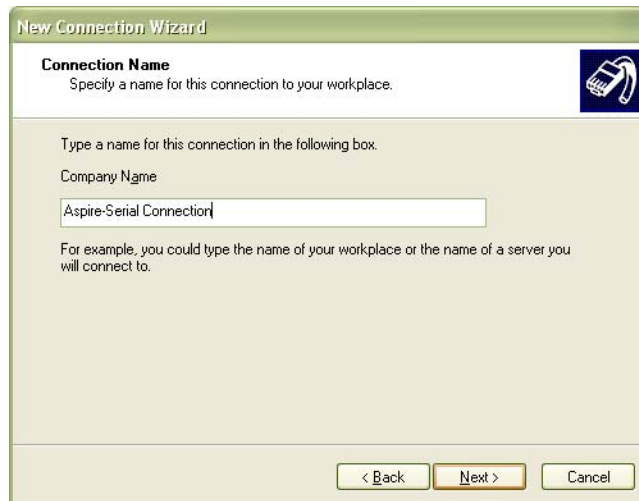 New Connection Wizard
Connection Name
Specify a name for this connection to your workplace.
Type a name for this connection in the following box.
Company Name
Aspire-Serial Connection
For example, you could type the name of your workplace or the name of a server you
will connect to.
< Back
Next >
Cancel